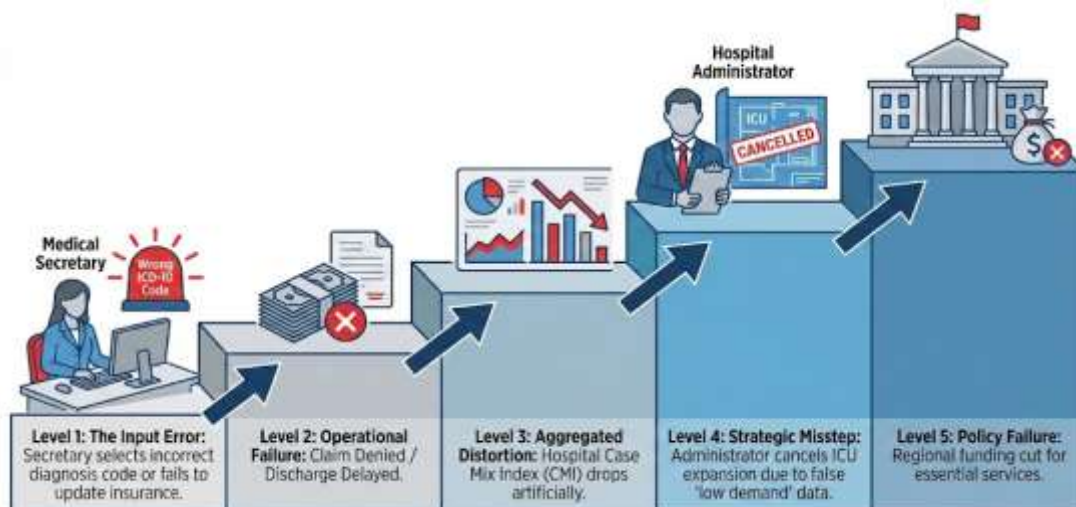 Medical
Secretary
Wrong
ICD-10
Code
Hospital
Administrator
ICU
CANCELLED
$
Level 1: The Input Error:
Secretary selects incorrect
diagnosis code or fails to
update insurance.
Level 2: Operational
Failure: Claim Denied /
Discharge Delayed.
Level 3: Aggregated
Distortion: Hospital Case
Mix Index (CMI) drops
artificially.
Level 4: Strategic Misstep:
Administrator cancels ICU
expansion due to false
'low demand' data.
Level 5: Policy Failure:
Regional funding cut for
essential services.